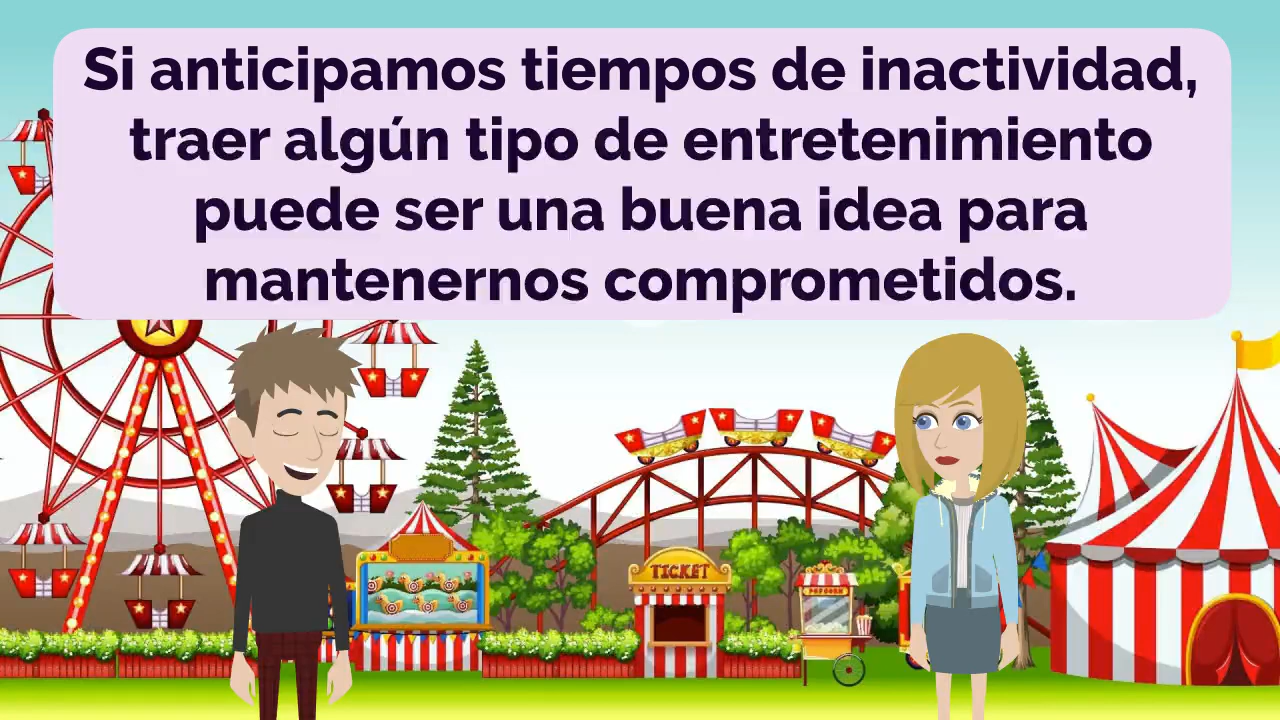 Si anticipamos tiempos de inactividad,
traer algún tipo de entretenimiento
puede ser una buena idea para
mantenernos comprometidos.
TICKET
POPCORN